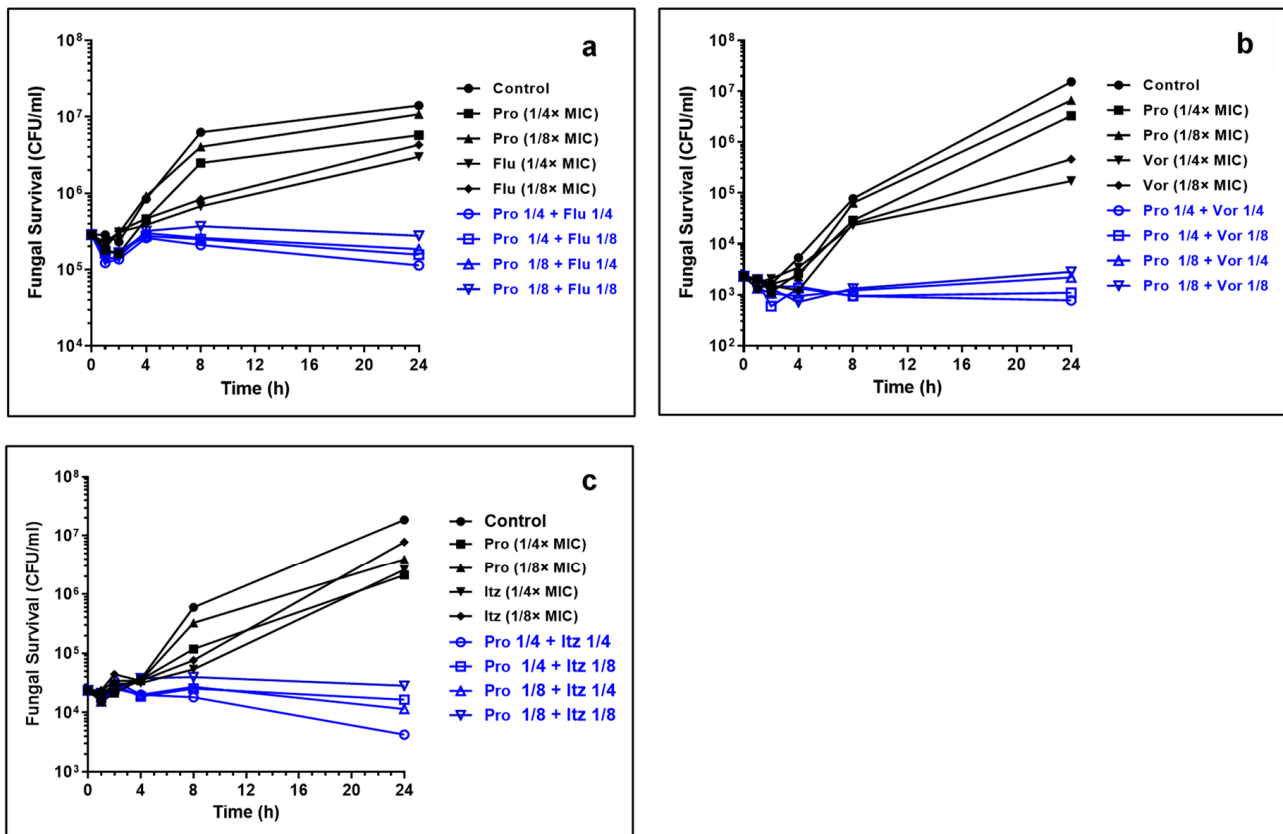 a
10⁸
10⁷
10⁶
10⁵
10⁴
Fungal Survival (CFU/ml)
0 4 8 12 16 20 24
Time (h)
Control
Pro (1/4× MIC)
Pro (1/8× MIC)
Flu (1/4× MIC)
Flu (1/8× MIC)
Pro 1/4 + Flu 1/4
Pro 1/4 + Flu 1/8
Pro 1/8 + Flu 1/4
Pro 1/8 + Flu 1/8
b
10⁸
10⁷
10⁶
10⁵
10⁴
10³
10²
Fungal Survival (CFU/ml)
0 4 8 12 16 20 24
Time (h)
Control
Pro (1/4× MIC)
Pro (1/8× MIC)
Vor (1/4× MIC)
Vor (1/8× MIC)
Pro 1/4 + Vor 1/4
Pro 1/4 + Vor 1/8
Pro 1/8 + Vor 1/4
Pro 1/8 + Vor 1/8
c
10⁸
10⁷
10⁶
10⁵
10⁴
10³
Fungal Survival (CFU/ml)
0 4 8 12 16 20 24
Time (h)
Control
Pro (1/4× MIC)
Pro (1/8× MIC)
Itz (1/4× MIC)
Itz (1/8× MIC)
Pro 1/4 + Itz 1/4
Pro 1/4 + Itz 1/8
Pro 1/8 + Itz 1/4
Pro 1/8 + Itz 1/8